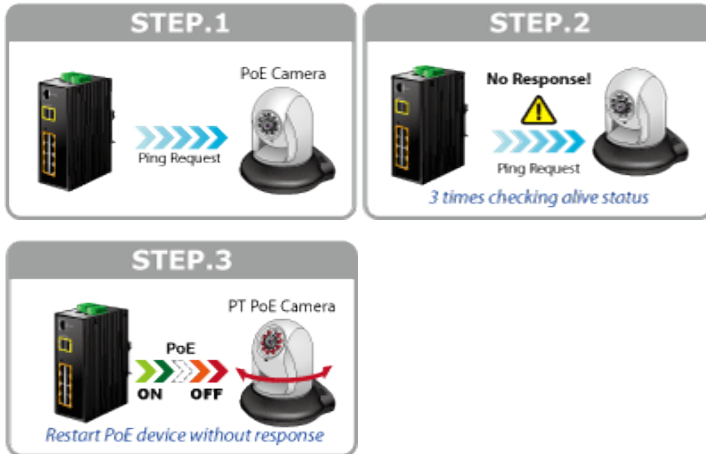 STEP.1
PoE Camera
Ping Request
STEP.2
No Response!
Ping Request
3 times checking alive status
STEP.3
PT PoE Camera
PoE
ON OFF
Restart PoE device without response